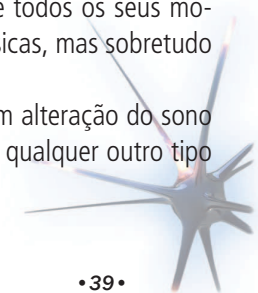 e todos os seus mo-
sicas, mas sobretudo
m alteração do sono
qualquer outro tipo
•39•